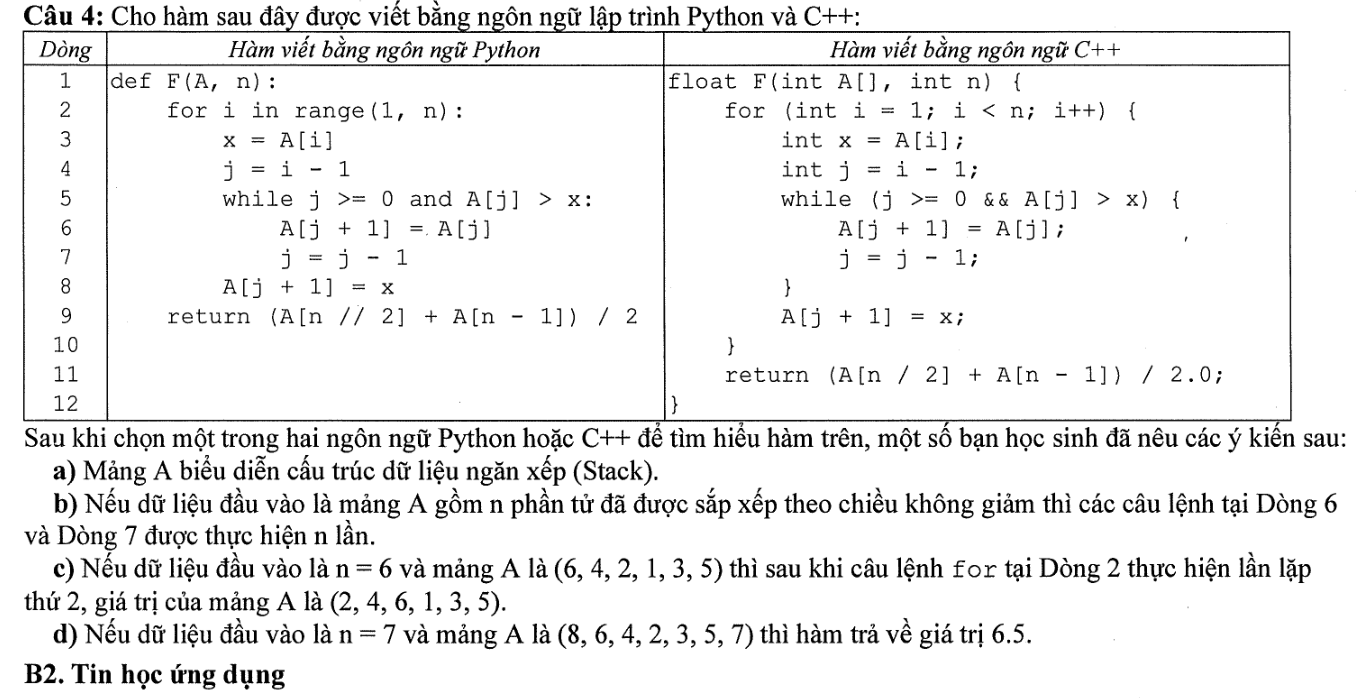 Câu 4: Cho hàm sau đây được viết bằng ngôn ngữ lập trình Python và C++:
Dòng Hàm viết bằng ngôn ngữ Python Hàm viết bằng ngôn ngữ C++
1 def F(A, n): float F(int A[], int n) {
2 for i in range(1, n): for (int i = 1; i < n; i++) {
3 x = A[i] int x = A[i];
4 j = i - 1 int j = i - 1;
5 while j >= 0 and A[j] > x: while (j >= 0 && A[j] > x) {
6 A[j + 1] = A[j] A[j + 1] = A[j];
7 j = j - 1 j = j - 1;
8 A[j + 1] = x }
9 return (A[n // 2] + A[n - 1]) / 2 A[j + 1] = x;
10 }
11 return (A[n / 2] + A[n - 1]) / 2.0;
12 }
Sau khi chọn một trong hai ngôn ngữ Python hoặc C++ để tìm hiểu hàm trên, một số bạn học sinh đã nêu các ý kiến sau:
a) Mảng A biểu diễn cấu trúc dữ liệu ngăn xếp (Stack).
b) Nếu dữ liệu đầu vào là mảng A gồm n phần tử đã được sắp xếp theo chiều không giảm thì các câu lệnh tại Dòng 6
và Dòng 7 được thực hiện n lần.
c) Nếu dữ liệu đầu vào là n = 6 và mảng A là (6, 4, 2, 1, 3, 5) thì sau khi câu lệnh for tại Dòng 2 thực hiện lần lặp
thứ 2, giá trị của mảng A là (2, 4, 6, 1, 3, 5).
d) Nếu dữ liệu đầu vào là n = 7 và mảng A là (8, 6, 4, 2, 3, 5, 7) thì hàm trả về giá trị 6.5.
B2. Tin học ứng dụng